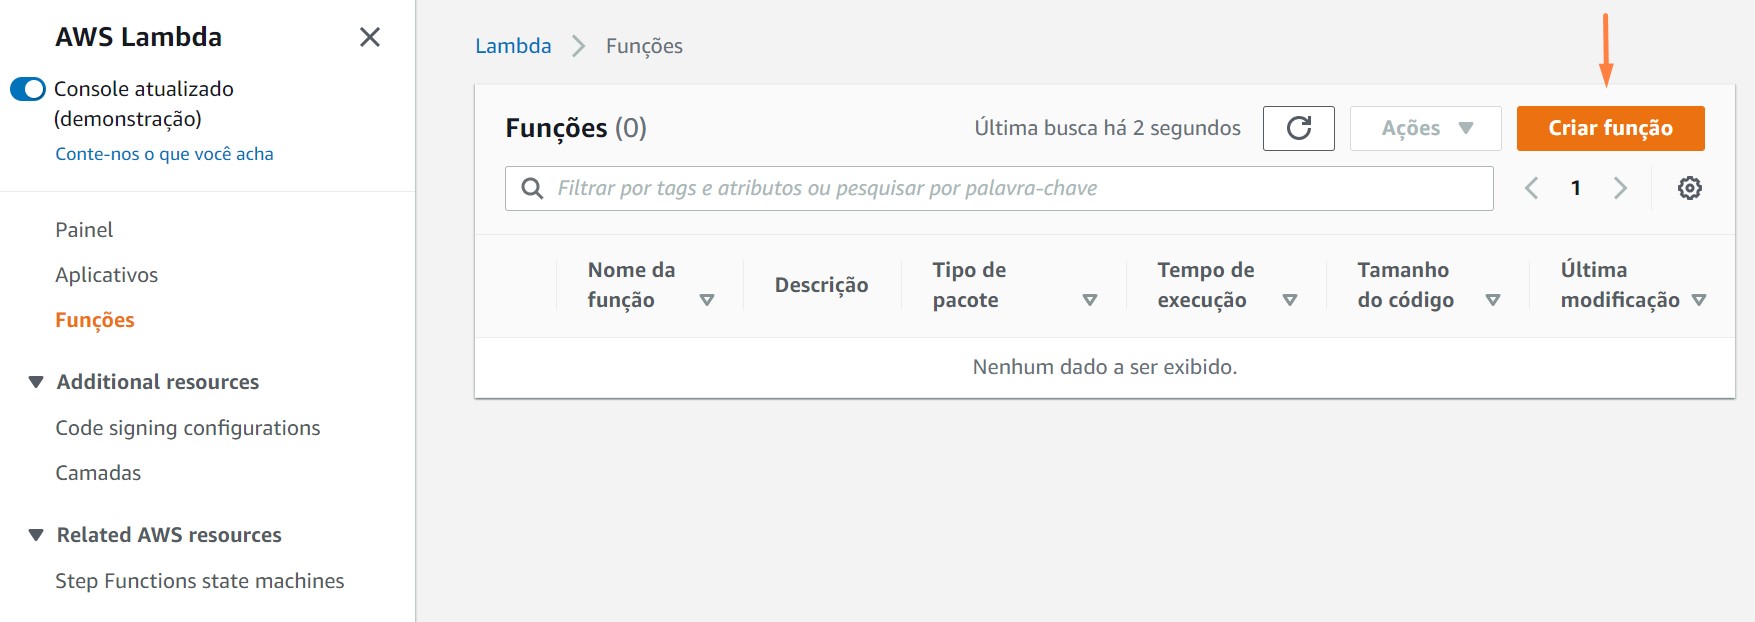 AWS Lambda
Console atualizado
(demonstração)
Conte-nos o que você acha
Painel
Aplicativos
Funções
Additional resources
Code signing configurations
Camadas
Related AWS resources
Step Functions state machines
Lambda Funções
Funções (0)
Última busca há 2 segundos
Ações
Criar função
Filtrar por tags e atributos ou pesquisar por palavra-chave
1
Nome da
função
Descrição
Tipo de
pacote
Tempo de
execução
Tamanho
do código
Última
modificação
Nenhum dado a ser exibido.